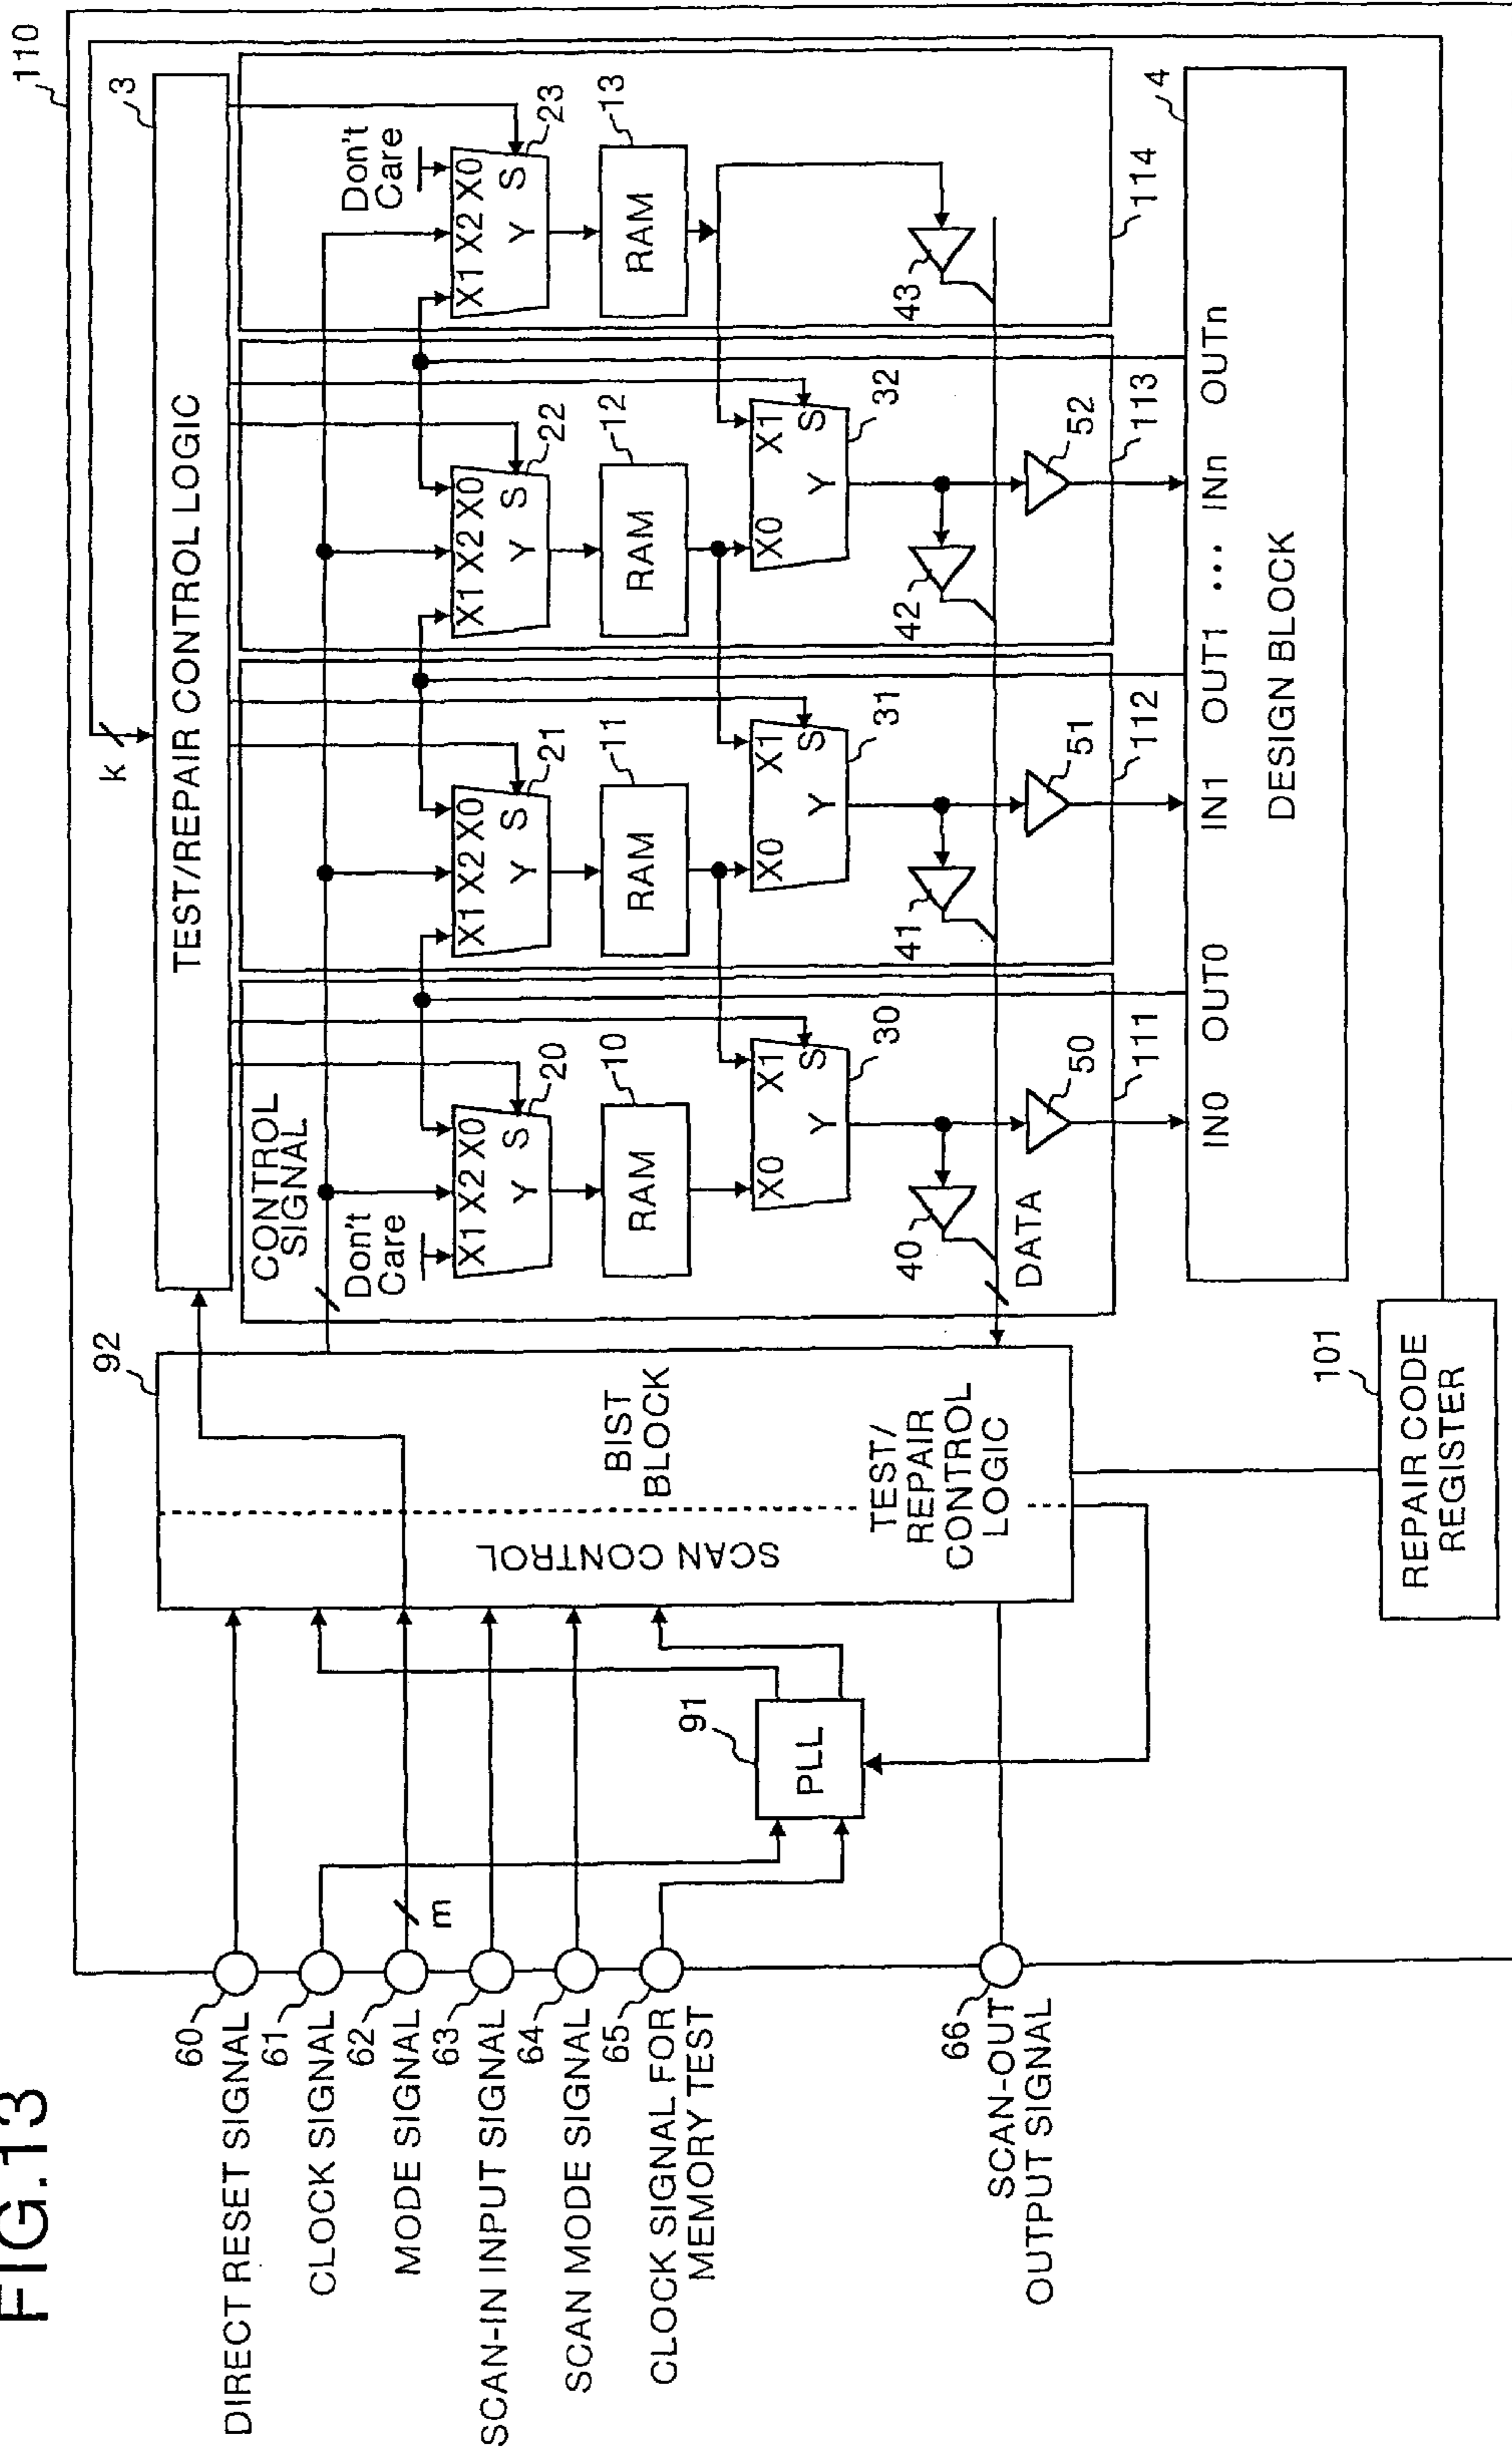 FIG.13
110
3
TEST/REPAIR CONTROL LOGIC
k
92
CONTROL
SIGNAL
Don't
Care
X1 X2 X0
S
Y
20
X1 X2 X0
S
Y
21
X1 X2 X0
S
Y
22
Don't
Care
X1 X2 X0
S
Y
23
RAM
10
RAM
11
RAM
12
RAM
13
X0
X1
S
Y
30
X0
X1
S
Y
31
X0
X1
S
Y
32
40
41
42
43
DATA
50
51
52
111
112
113
114
4
IN0 OUT0 IN1 OUT1 ... INn OUTn
DESIGN BLOCK
BIST
BLOCK
SCAN CONTROL
TEST/
REPAIR
CONTROL
LOGIC
91
PLL
101
REPAIR CODE
REGISTER
60
DIRECT RESET SIGNAL
61
CLOCK SIGNAL
62
MODE SIGNAL
m
63
SCAN-IN INPUT SIGNAL
64
SCAN MODE SIGNAL
65
CLOCK SIGNAL FOR
MEMORY TEST
66
SCAN-OUT
OUTPUT SIGNAL